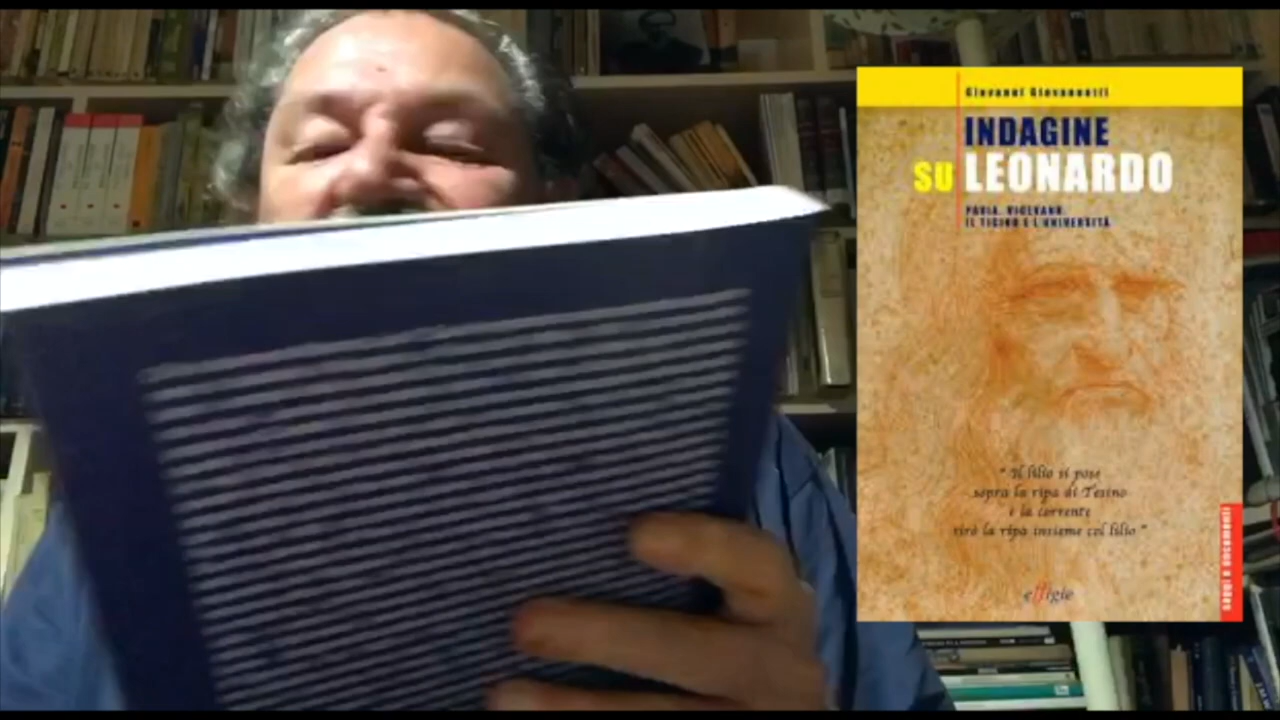 Giovanni Giovannetti
INDAGINE
SU LEONARDO
PAVIA, VIGEVANO,
IL TICINO E L'UNIVERSITÀ
" Il lilio si pose
sopra la ripa di Tesino
e la corrente
tirò la ripa insieme col lilio "
effigie
saggi e documenti